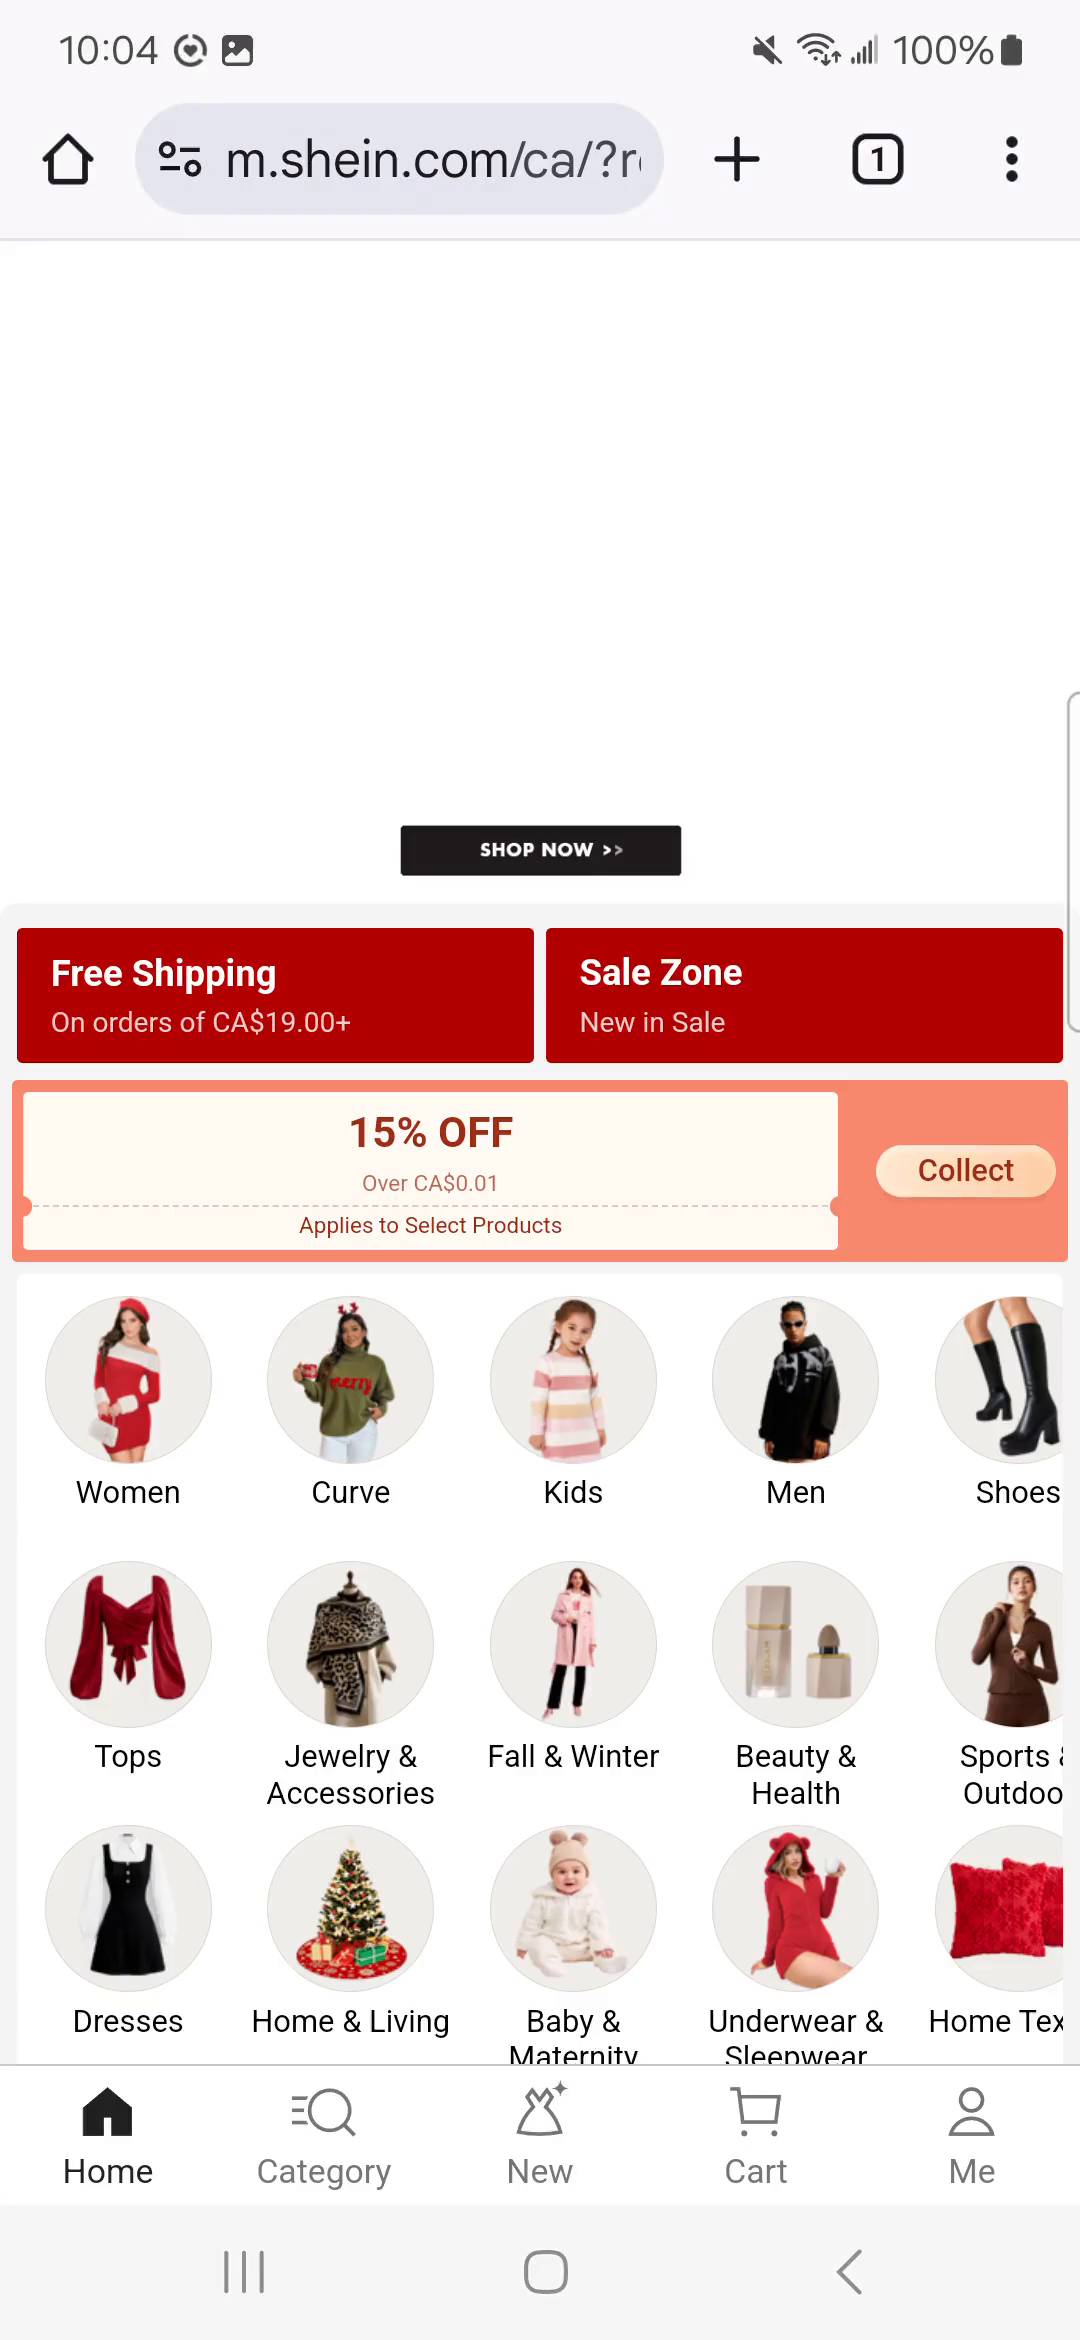 10:04
100%
m.shein.com/ca/?r
1
SHOP NOW >>
Free Shipping
On orders of CA$19.00+
Sale Zone
New in Sale
15% OFF
Over CA$0.01
Applies to Select Products
Collect
Women
Curve
Kids
Men
Shoes
Tops
Jewelry &
Accessories
Fall & Winter
Beauty &
Health
Sports &
Outdoo
Dresses
Home & Living
Baby &
Maternity
Underwear &
Sleepwear
Home Tex
Home
Category
New
Cart
Me